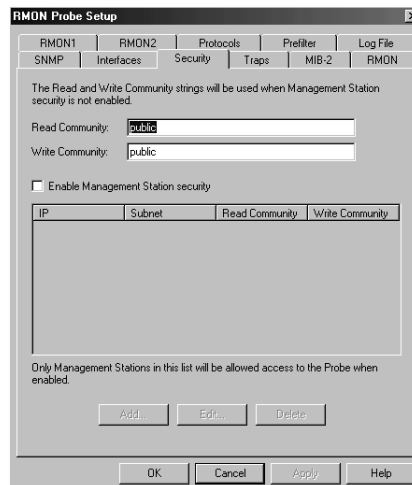 RMON Probe Setup
RMON1 RMON2 Protocols Prefilter Log File
SNMP Interfaces Security Traps MIB-2 RMON
The Read and Write Community strings will be used when Management Station
security is not enabled.
Read Community: public
Write Community: public
Enable Management Station security
IP Subnet Read Community Write Community
Only Management Stations in this list will be allowed access to the Probe when
enabled.
Add... Edit... Delete
OK Cancel Apply Help